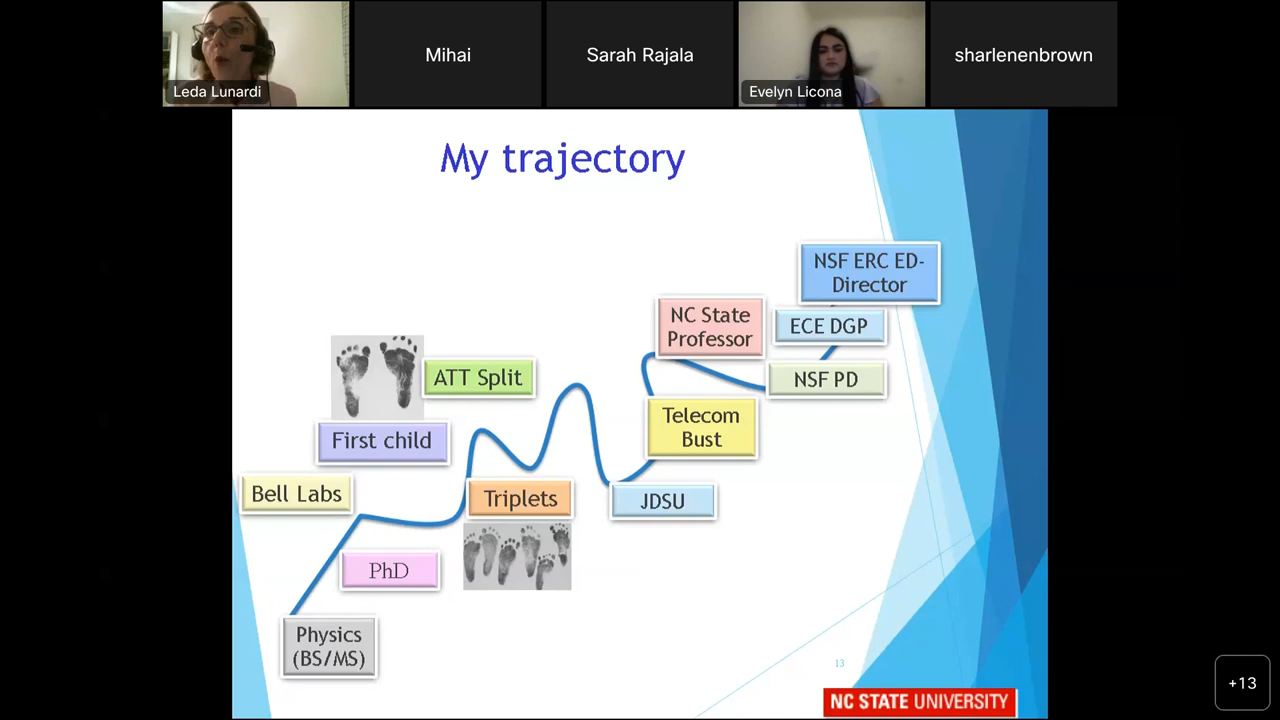 Leda Lunardi
Mihai
Sarah Rajala
Evelyn Licona
sharlenenbrown
My trajectory
NSF ERC ED-
Director
NC State
Professor
ECE DGP
ATT Split
NSF PD
First child
Telecom
Bust
Bell Labs
Triplets
JDSU
PhD
Physics
(BS/MS)
13
NC STATE UNIVERSITY
+13